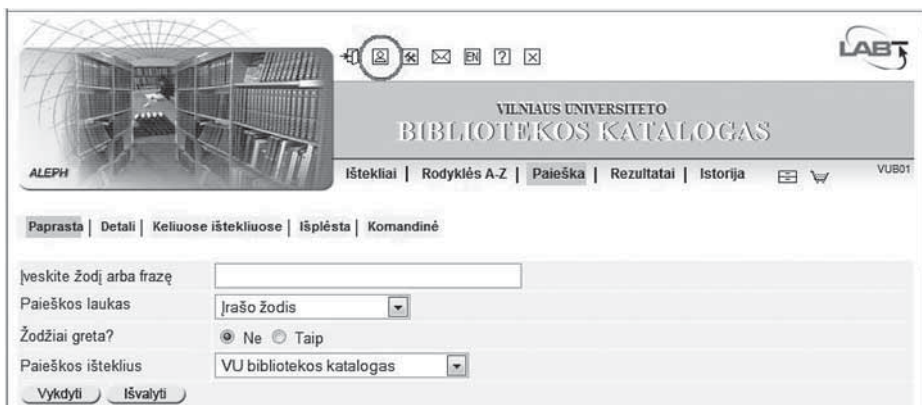 EN ?
LABT
VILNIAUS UNIVERSITETO
BIBLIOTEKOS KATALOGAS
ALEPH
Ištekliai | Rodyklės A-Z | Paieška | Rezultatai | Istorija
VUB01
Paprasta | Detali | Keliuose ištekliuose | Išplėsta | Komandinė
Įveskite žodį arba frazę
Paieškos laukas Įrašo žodis
Žodžiai greta? Ne Taip
Paieškos išteklius VU bibliotekos katalogas
Vykdyti Išvalyti